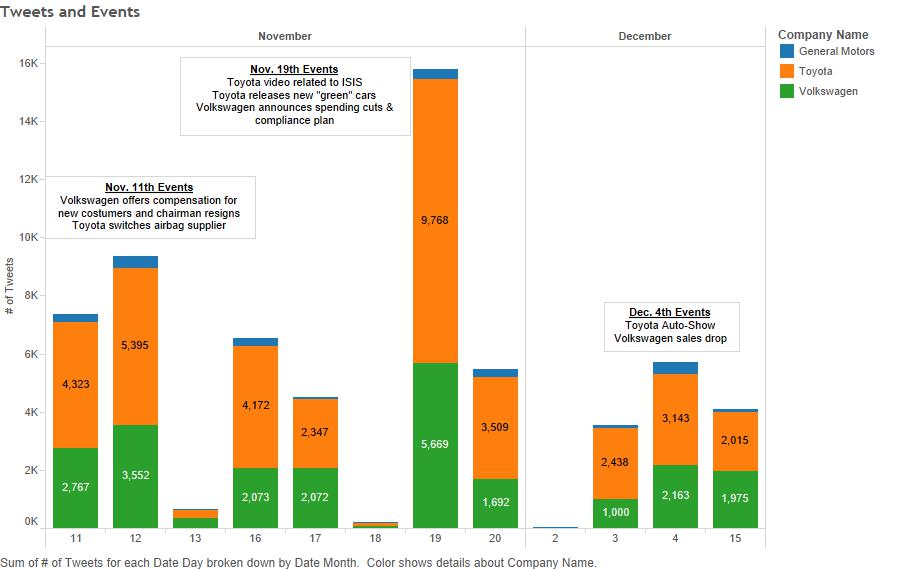 Tweets and Events
November
December
Company Name
General Motors
Toyota
Volkswagen
# of Tweets
16K
14K
12K
10K
8K
6K
4K
2K
0K
Nov. 19th Events
Toyota video related to ISIS
Toyota releases new "green" cars
Volkswagen announces spending cuts &
compliance plan
Nov. 11th Events
Volkswagen offers compensation for
new costumers and chairman resigns
Toyota switches airbag supplier
Dec. 4th Events
Toyota Auto-Show
Volkswagen sales drop
4,323
2,767
5,395
3,552
4,172
2,073
2,347
2,072
9,768
5,669
3,509
1,692
2,438
1,000
3,143
2,163
2,015
1,975
11 12 13 16 17 18 19 20 2 3 4 15
Sum of # of Tweets for each Date Day broken down by Date Month. Color shows details about Company Name.